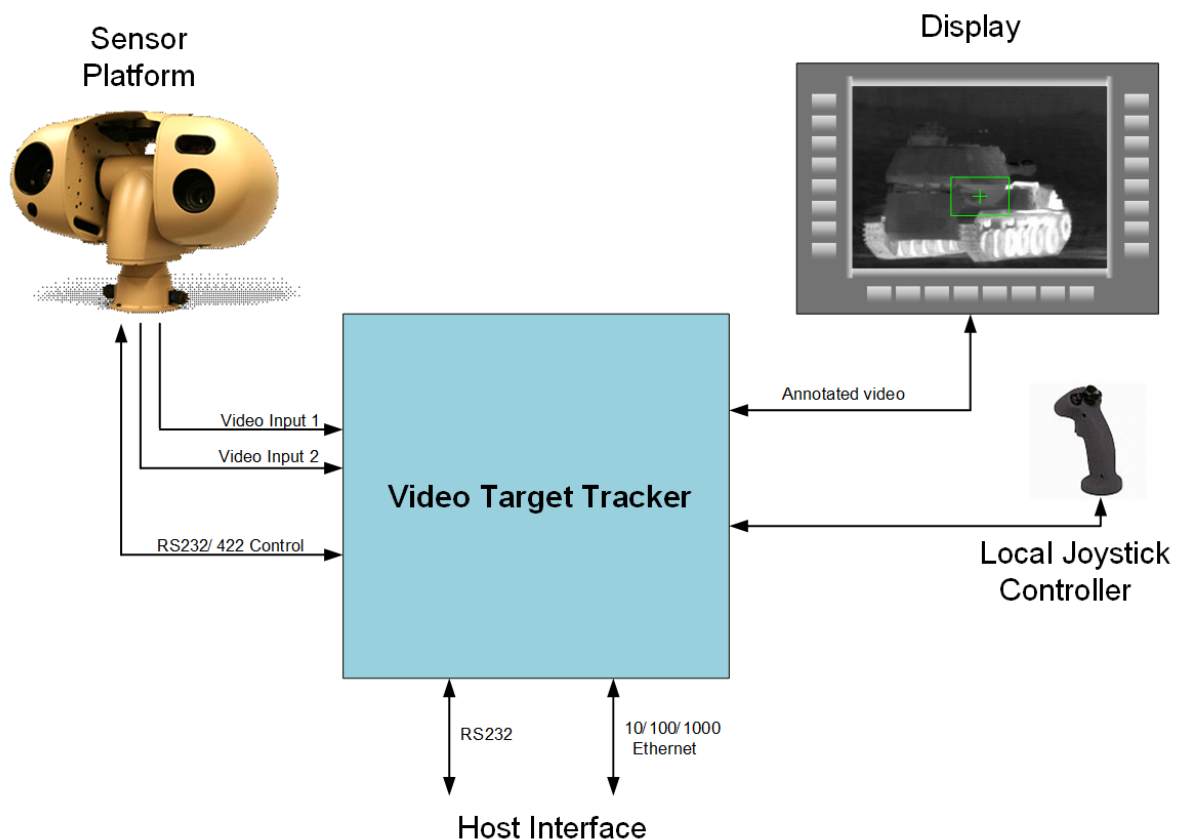 Sensor
Platform
Display
Video Input 1
Video Input 2
RS232/ 422 Control
Video Target Tracker
Annotated video
Local Joystick
Controller
RS232
10/100/1000
Ethernet
Host Interface